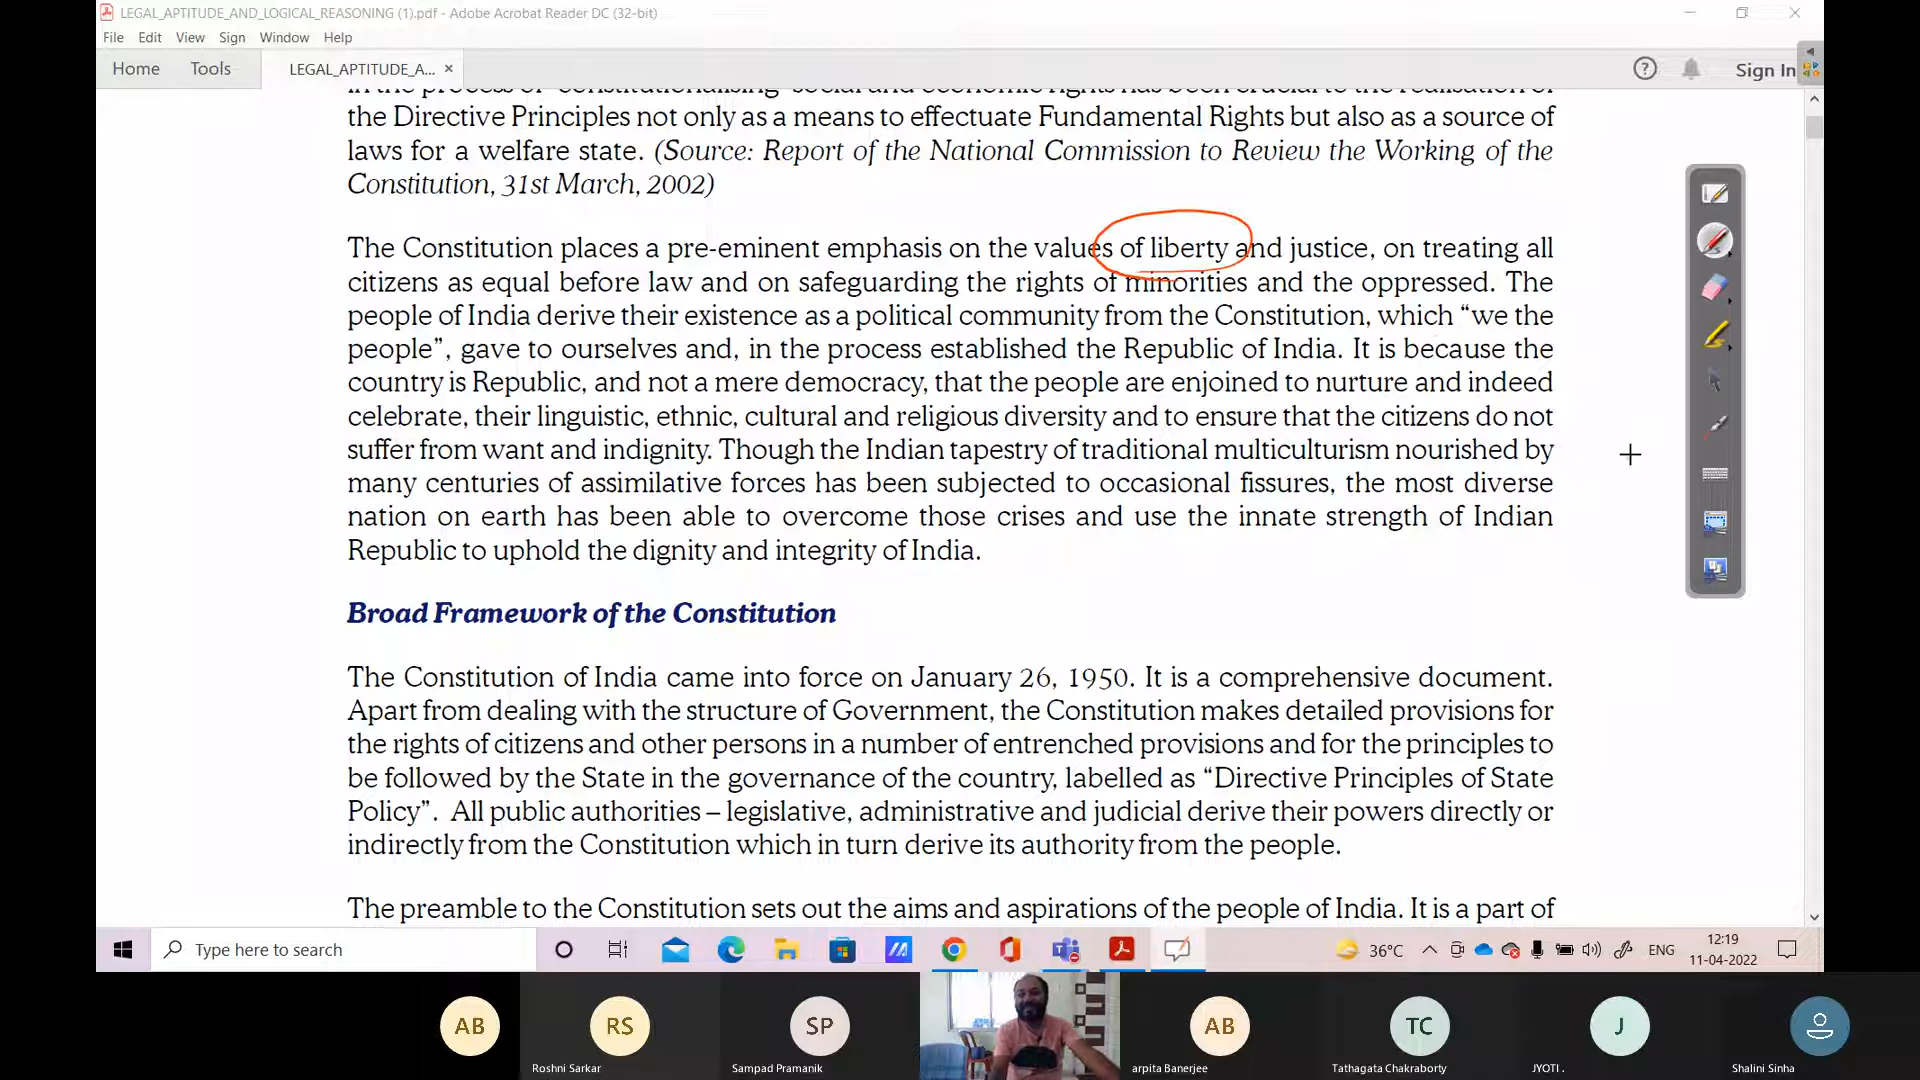 LEGAL_APTITUDE_AND_LOGICAL_REASONING (1).pdf - Adobe Acrobat Reader DC (32-bit)
File Edit View Sign Window Help
Home Tools LEGAL_APTITUDE_A... × Sign In
in the process of constitutionalising social and economic rights has been crucial to the realisation of
the Directive Principles not only as a means to effectuate Fundamental Rights but also as a source of
laws for a welfare state. (Source: Report of the National Commission to Review the Working of the
Constitution, 31st March, 2002)
The Constitution places a pre-eminent emphasis on the values of liberty and justice, on treating all
citizens as equal before law and on safeguarding the rights of minorities and the oppressed. The
people of India derive their existence as a political community from the Constitution, which “we the
people”, gave to ourselves and, in the process established the Republic of India. It is because the
country is Republic, and not a mere democracy, that the people are enjoined to nurture and indeed
celebrate, their linguistic, ethnic, cultural and religious diversity and to ensure that the citizens do not
suffer from want and indignity. Though the Indian tapestry of traditional multiculturism nourished by
many centuries of assimilative forces has been subjected to occasional fissures, the most diverse
nation on earth has been able to overcome those crises and use the innate strength of Indian
Republic to uphold the dignity and integrity of India.
Broad Framework of the Constitution
The Constitution of India came into force on January 26, 1950. It is a comprehensive document.
Apart from dealing with the structure of Government, the Constitution makes detailed provisions for
the rights of citizens and other persons in a number of entrenched provisions and for the principles to
be followed by the State in the governance of the country, labelled as “Directive Principles of State
Policy”. All public authorities – legislative, administrative and judicial derive their powers directly or
indirectly from the Constitution which in turn derive its authority from the people.
The preamble to the Constitution sets out the aims and aspirations of the people of India. It is a part of
Type here to search 36°C ENG 12:19
11-04-2022
AB RS SP AB TC J
Roshni Sarkar Sampad Pramanik arpita Banerjee Tathagata Chakraborty JYOTI . Shalini Sinha